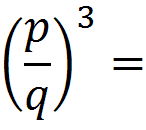 (p/q)³ =